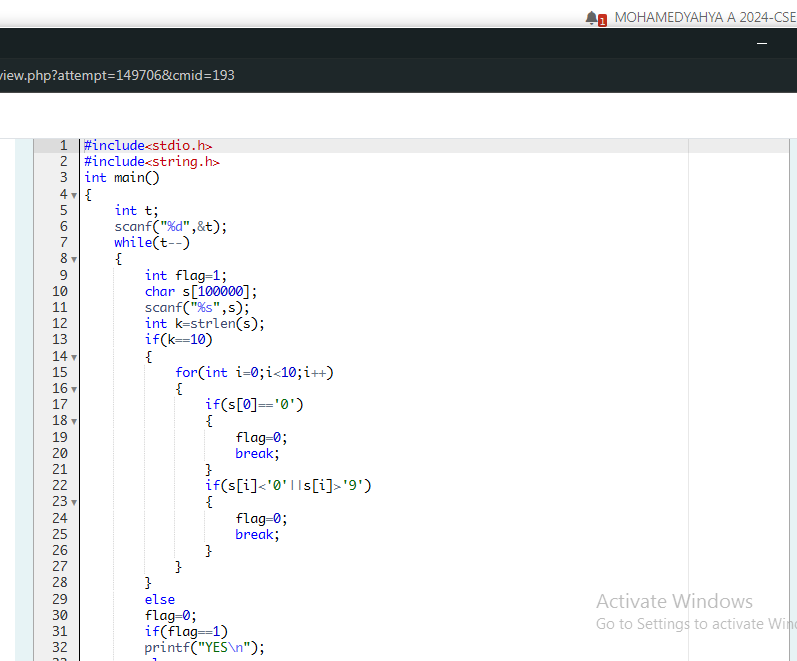 1 MOHAMEDYAHYA A 2024-CSE
view.php?attempt=149706&cmid=193
1 #include<stdio.h>
2 #include<string.h>
3 int main()
4 {
5 int t;
6 scanf("%d",&t);
7 while(t--)
8 {
9 int flag=1;
10 char s[100000];
11 scanf("%s",s);
12 int k=strlen(s);
13 if(k==10)
14 {
15 for(int i=0;i<10;i++)
16 {
17 if(s[0]=='0')
18 {
19 flag=0;
20 break;
21 }
22 if(s[i]<'0'||s[i]>'9')
23 {
24 flag=0;
25 break;
26 }
27 }
28 }
29 else
30 flag=0;
31 if(flag==1)
32 printf("YES\n");
Activate Windows
Go to Settings to activate